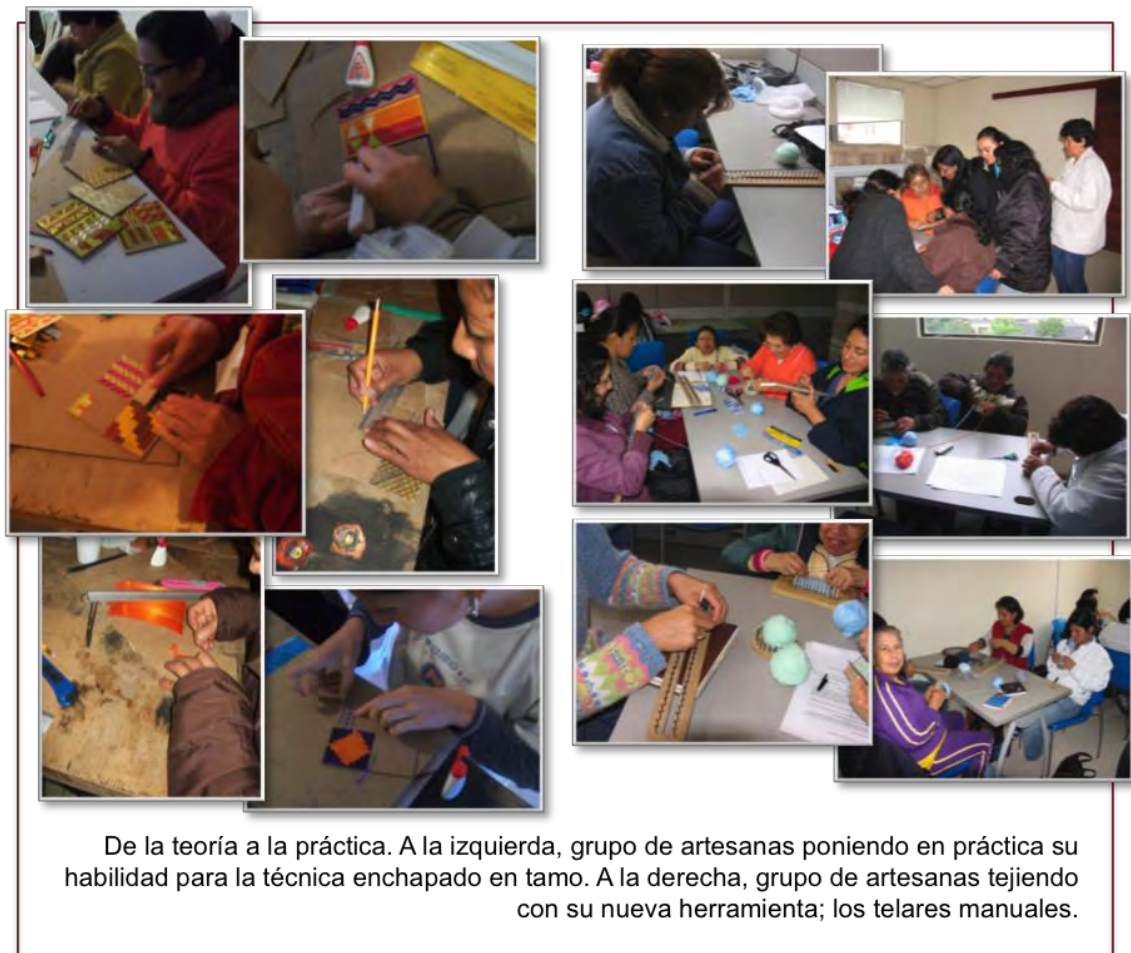 De la teoría a la práctica. A la izquierda, grupo de artesanas poniendo en práctica su
habilidad para la técnica enchapado en tamo. A la derecha, grupo de artesanas tejiendo
con su nueva herramienta; los telares manuales.